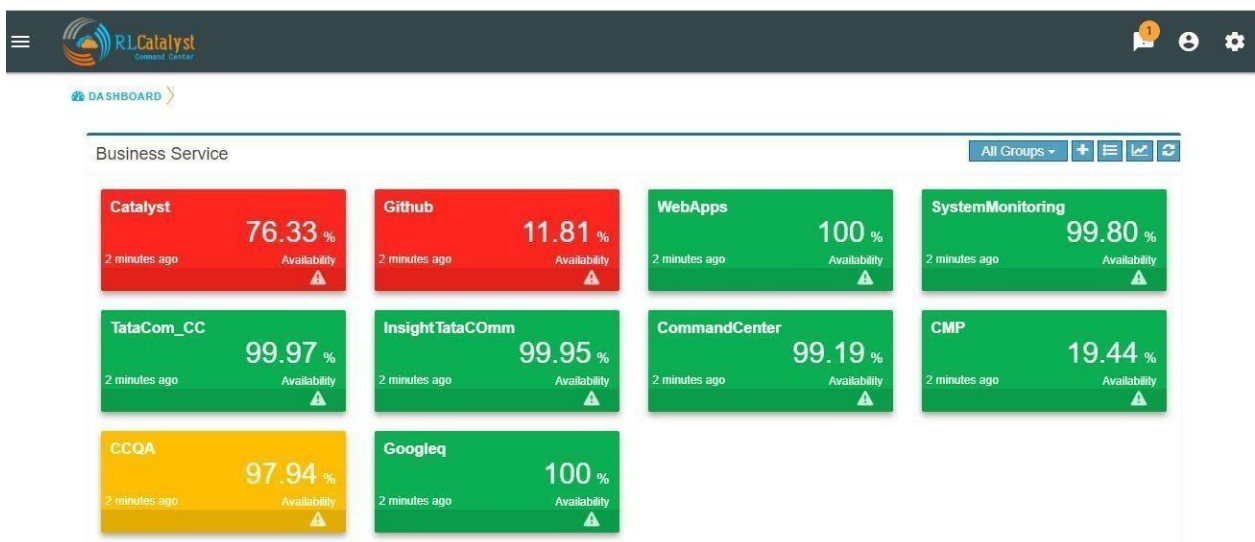 1
RLCatalyst
Command Center
DASHBOARD
Business Service
All Groups
Catalyst
76.33 %
2 minutes ago Availability
Github
11.81 %
2 minutes ago Availability
WebApps
100 %
2 minutes ago Availability
SystemMonitoring
99.80 %
2 minutes ago Availability
TataCom_CC
99.97 %
2 minutes ago Availability
InsightTataCOmm
99.95 %
2 minutes ago Availability
CommandCenter
99.19 %
2 minutes ago Availability
CMP
19.44 %
2 minutes ago Availability
CCQA
97.94 %
2 minutes ago Availability
Googleq
100 %
2 minutes ago Availability